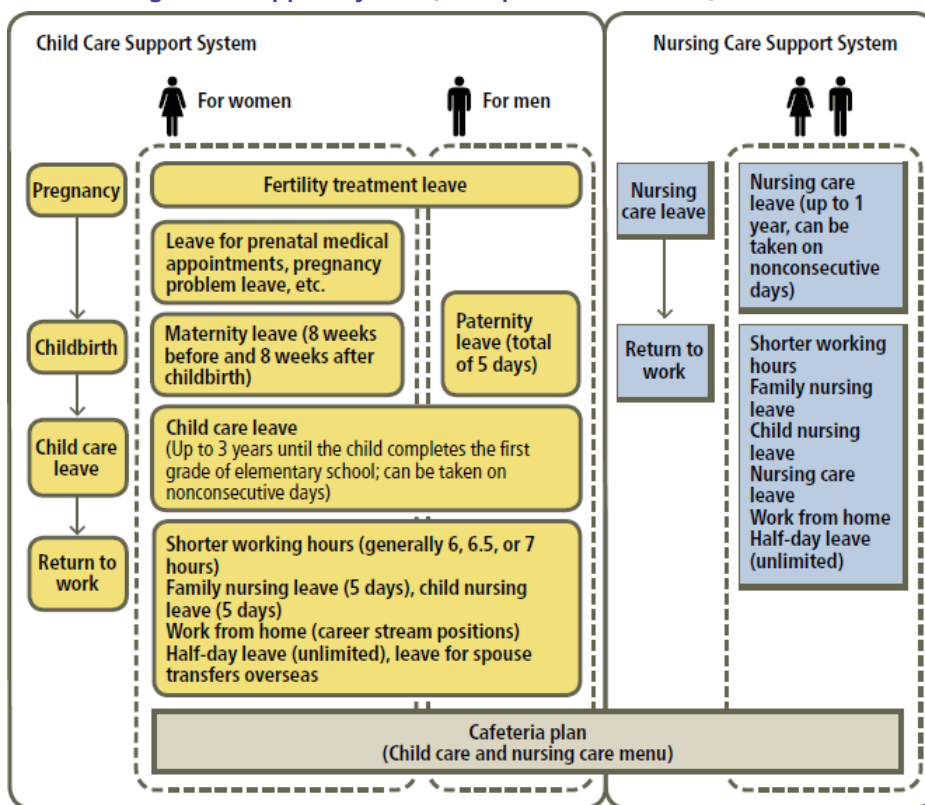 Child Care Support System
For women
For men
Pregnancy
Fertility treatment leave
Leave for prenatal medical
appointments, pregnancy
problem leave, etc.
Childbirth
Maternity leave (8 weeks
before and 8 weeks after
childbirth)
Paternity
leave (total
of 5 days)
Child care
leave
Child care leave
(Up to 3 years until the child completes the first
grade of elementary school; can be taken on
nonconsecutive days)
Return to
work
Shorter working hours (generally 6, 6.5, or 7
hours)
Family nursing leave (5 days), child nursing
leave (5 days)
Work from home (career stream positions)
Half-day leave (unlimited), leave for spouse
transfers overseas
Nursing Care Support System
Nursing
care leave
Nursing care
leave (up to 1
year, can be
taken on
nonconsecutive
days)
Return to
work
Shorter working
hours
Family nursing
leave
Child nursing
leave
Nursing care
leave
Work from home
Half-day leave
(unlimited)
Cafeteria plan
(Child care and nursing care menu)